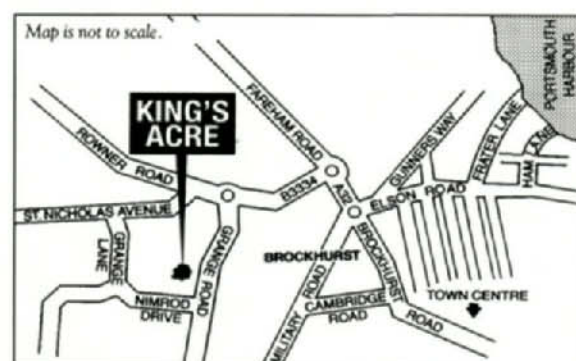 Map is not to scale.
PORTSMOUTH
HARBOUR
KING'S
ACRE
FAREHAM ROAD
ROWNER ROAD
GUNNERS WAY
FRATER LANE
HAM LANE
B3334
A32
ELSON ROAD
ST NICHOLAS AVENUE
GRANGE
LANE
GRANGE ROAD
BROCKHURST
BROCKHURST
ROAD
NIMROD
DRIVE
MILITARY ROAD
CAMBRIDGE
ROAD
TOWN CENTRE